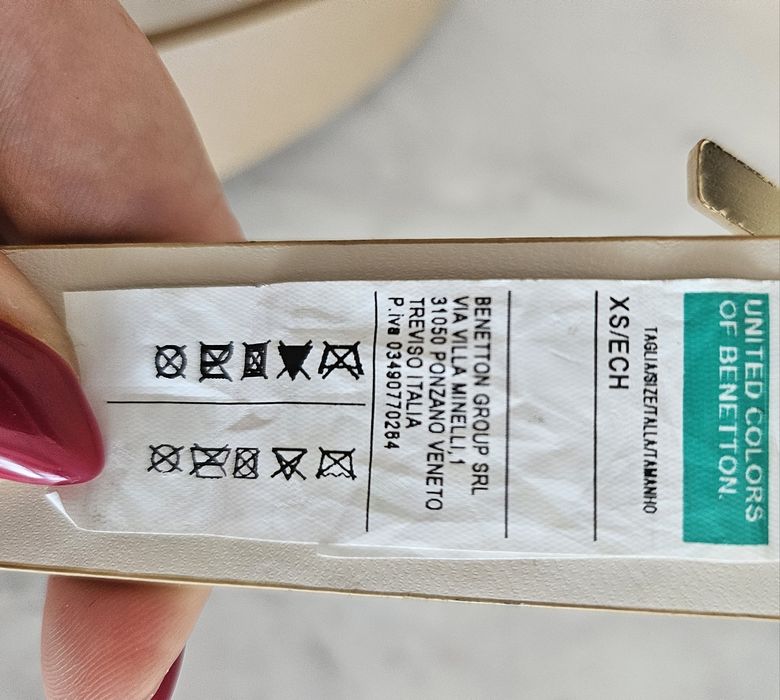 UNITED COLORS
OF BENETTON.
TAGLIA/SIZE/TALLA/TAMANHO
XS/ECH
BENETTON GROUP SRL
VIA VILLA MINELLI,1
31050 PONZANO VENETO
TREVISO ITALIA
P.iva 03490770264